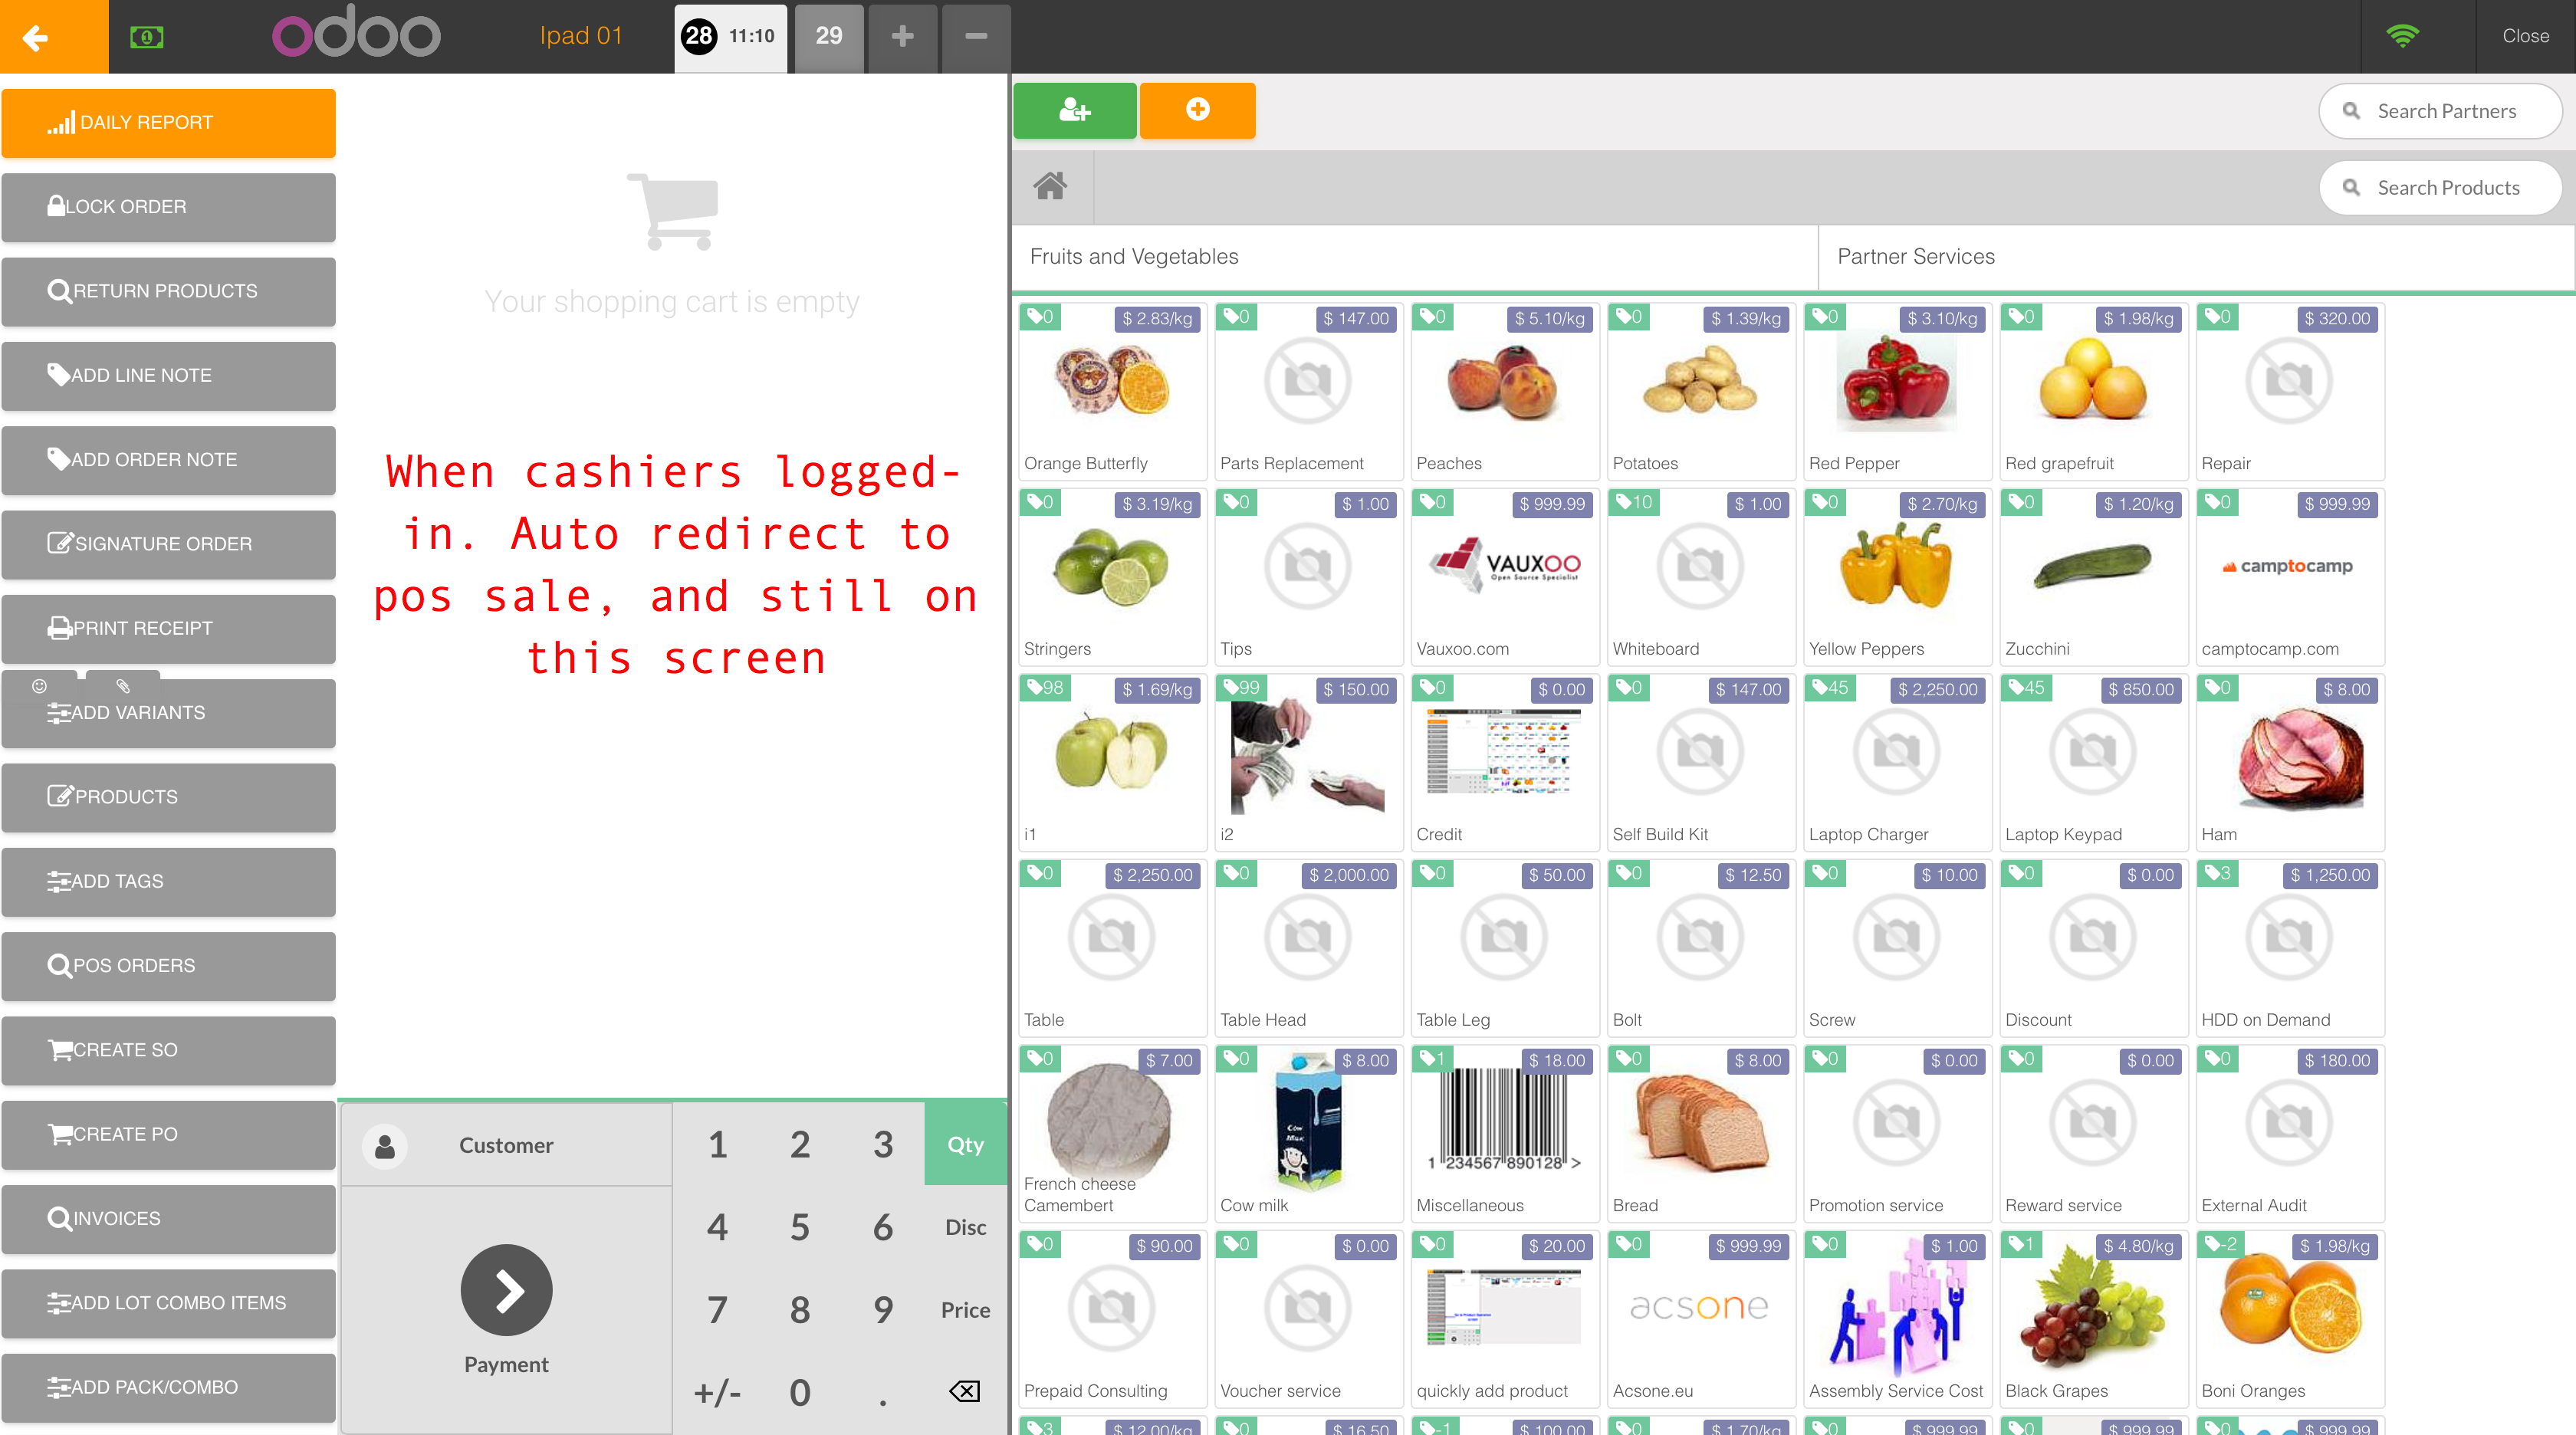 odoo
Ipad 01
28 11:10
29
Close
DAILY REPORT
LOCK ORDER
RETURN PRODUCTS
ADD LINE NOTE
ADD ORDER NOTE
SIGNATURE ORDER
PRINT RECEIPT
ADD VARIANTS
PRODUCTS
ADD TAGS
POS ORDERS
CREATE SO
CREATE PO
INVOICES
ADD LOT COMBO ITEMS
ADD PACK/COMBO
Your shopping cart is empty
When cashiers logged-
in. Auto redirect to
pos sale, and still on
this screen
Customer
Payment
1 2 3 Qty
4 5 6 Disc
7 8 9 Price
+/- 0 .
Search Partners
Search Products
Fruits and Vegetables
Partner Services
0 $ 2.83/kg 0 $ 147.00 0 $ 5.10/kg 0 $ 1.39/kg 0 $ 3.10/kg 0 $ 1.98/kg 0 $ 320.00
Orange Butterfly Parts Replacement Peaches Potatoes Red Pepper Red grapefruit Repair
0 $ 3.19/kg 0 $ 1.00 0 $ 999.99 10 $ 1.00 0 $ 2.70/kg 0 $ 1.20/kg 0 $ 999.99
VAUXOO
Open Source Specialist
camptocamp
Stringers Tips Vauxoo.com Whiteboard Yellow Peppers Zucchini camptocamp.com
98 $ 1.69/kg 99 $ 150.00 0 $ 0.00 0 $ 147.00 45 $ 2,250.00 45 $ 850.00 0 $ 8.00
i1 i2 Credit Self Build Kit Laptop Charger Laptop Keypad Ham
0 $ 2,250.00 0 $ 2,000.00 0 $ 50.00 0 $ 12.50 0 $ 10.00 0 $ 0.00 3 $ 1,250.00
Table Table Head Table Leg Bolt Screw Discount HDD on Demand
0 $ 7.00 0 $ 8.00 1 $ 18.00 0 $ 8.00 0 $ 0.00 0 $ 0.00 0 $ 180.00
COW
MILK
1 234567 890128 >
French cheese
Camembert Cow milk Miscellaneous Bread Promotion service Reward service External Audit
0 $ 90.00 0 $ 0.00 0 $ 20.00 0 $ 999.99 0 $ 1.00 1 $ 4.80/kg -2 $ 1.98/kg
acsone
Prepaid Consulting Voucher service quickly add product Acsone.eu Assembly Service Cost Black Grapes Boni Oranges
3 $ 12.00/kg 0 $ 16.50 -1 $ 100.00 0 $ 1.70/kg 0 $ 999.99 0 $ 999.99 0 $ 999.99